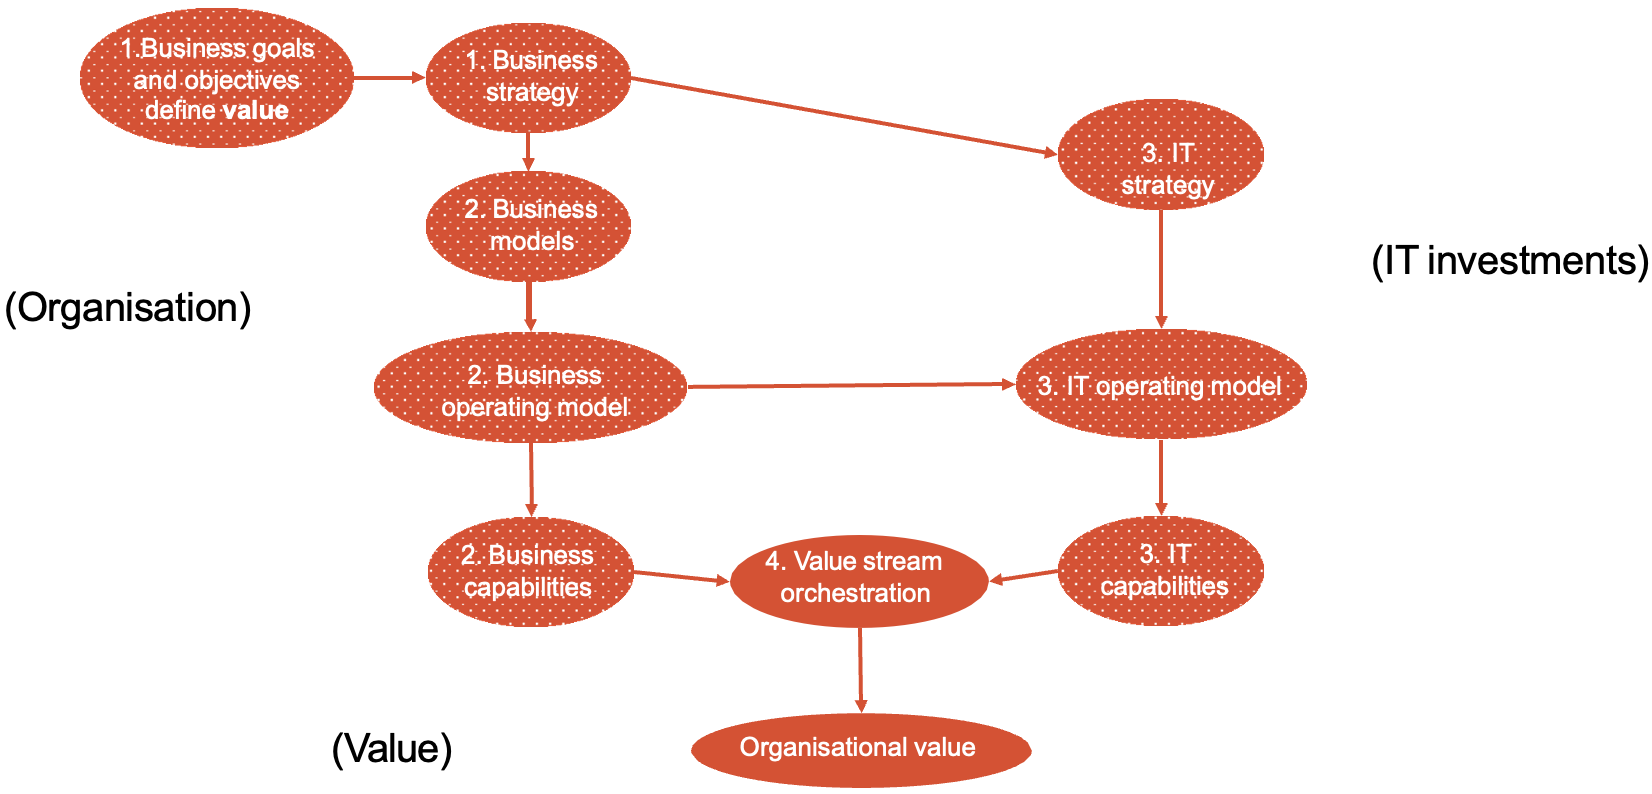 1.Business goals
and objectives
define value
1. Business
strategy
3. IT
strategy
2. Business
models
(IT investments)
(Organisation)
2. Business
operating model
3. IT operating model
2. Business
capabilities
4. Value stream
orchestration
3. IT
capabilities
(Value)
Organisational value